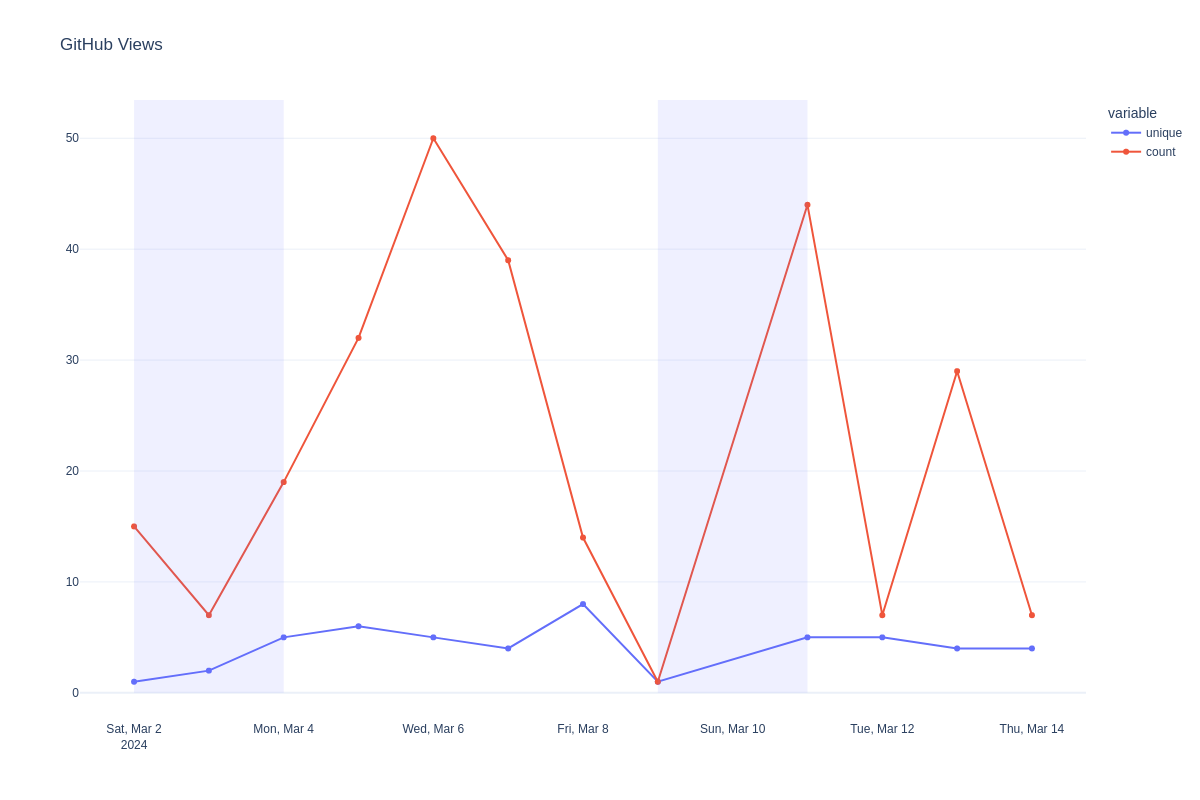 GitHub Views
variable
unique
count
50
40
30
20
10
0
Sat, Mar 2
2024
Mon, Mar 4
Wed, Mar 6
Fri, Mar 8
Sun, Mar 10
Tue, Mar 12
Thu, Mar 14